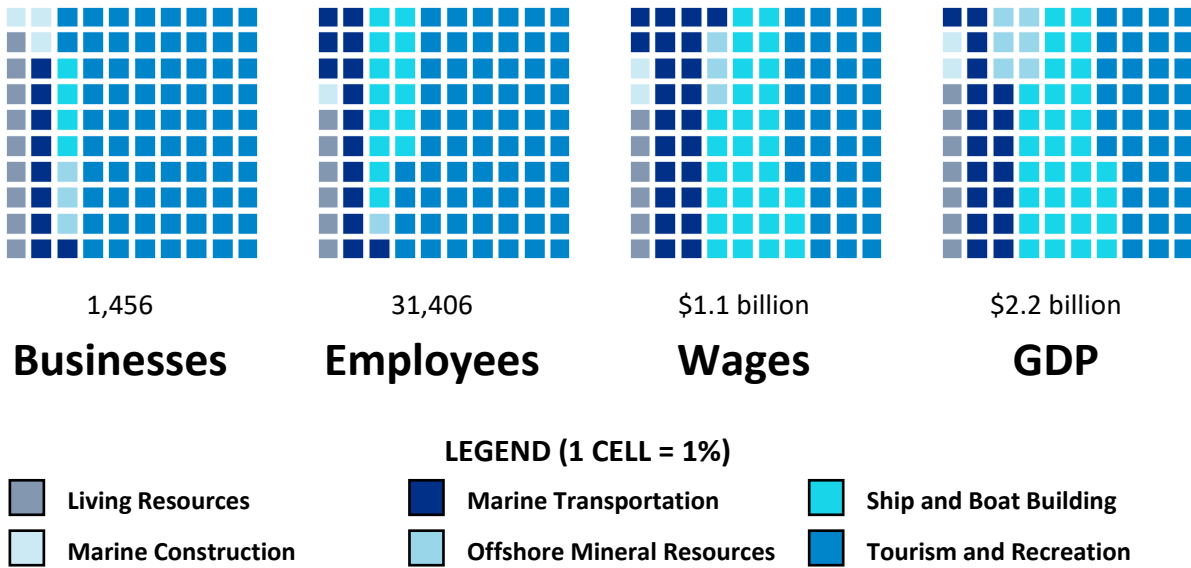 1,456
Businesses
31,406
Employees
$1.1 billion
Wages
$2.2 billion
GDP
LEGEND (1 CELL = 1%)
Living Resources
Marine Transportation
Ship and Boat Building
Marine Construction
Offshore Mineral Resources
Tourism and Recreation